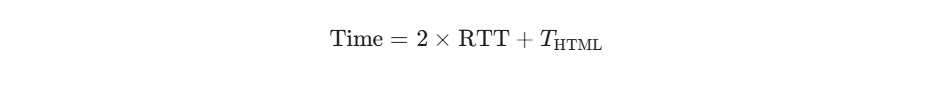 Time = 2 × RTT + T_HTML